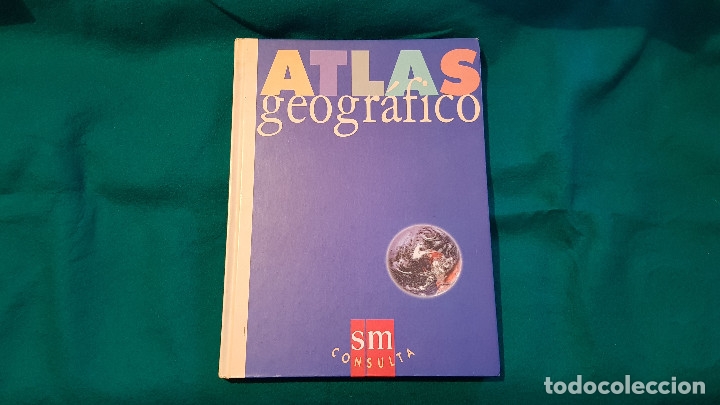 ATLAS
geográfico
sm
CONSULTA
todocoleccion